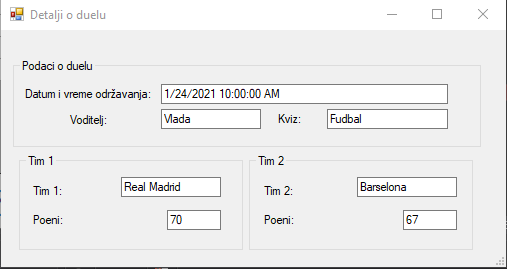 Detalji o duelu
Podaci o duelu
Datum i vreme održavanja: 1/24/2021 10:00:00 AM
Voditelj: Vlada Kviz: Fudbal
Tim 1 Tim 2
Tim 1: Real Madrid Tim 2: Barselona
Poeni: 70 Poeni: 67